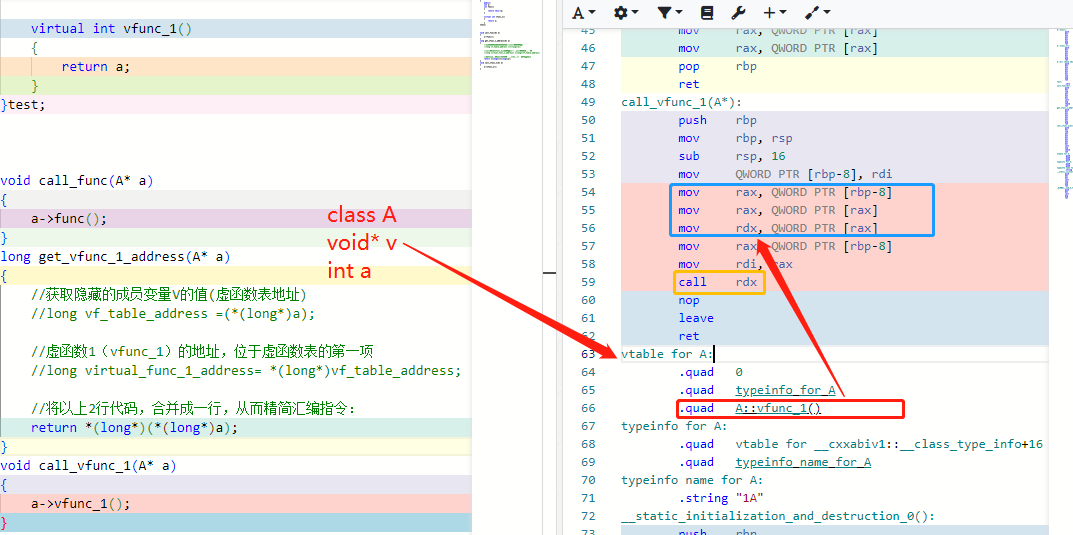 virtual int vfunc_1()
{
return a;
}
}test;
void call_func(A* a)
{
a->func();
}
long get_vfunc_1_address(A* a)
{
//获取隐藏的成员变量V的值(虚函数表地址)
//long vf_table_address =(*(long*)a);
//虚函数1（vfunc_1）的地址，位于虚函数表的第一项
//long virtual_func_1_address= *(long*)vf_table_address;
//将以上2行代码，合并成一行，从而精简汇编指令：
return *(long*)(*(long*)a);
}
void call_vfunc_1(A* a)
{
a->vfunc_1();
}
class A
void* v
int a
A
45 mov rax, QWORD PTR [rax]
46 mov rax, QWORD PTR [rax]
47 pop rbp
48 ret
49 call_vfunc_1(A*):
50 push rbp
51 mov rbp, rsp
52 sub rsp, 16
53 mov QWORD PTR [rbp-8], rdi
54 mov rax, QWORD PTR [rbp-8]
55 mov rax, QWORD PTR [rax]
56 mov rdx, QWORD PTR [rax]
57 mov rax, QWORD PTR [rbp-8]
58 mov rdi, rax
59 call rdx
60 nop
61 leave
62 ret
63 vtable for A:
64 .quad 0
65 .quad typeinfo_for_A
66 .quad A::vfunc_1()
67 typeinfo for A:
68 .quad vtable for __cxxabiv1::__class_type_info+16
69 .quad typeinfo_name_for_A
70 typeinfo name for A:
71 .string "1A"
72 __static_initialization_and_destruction_0():
73 push rbp